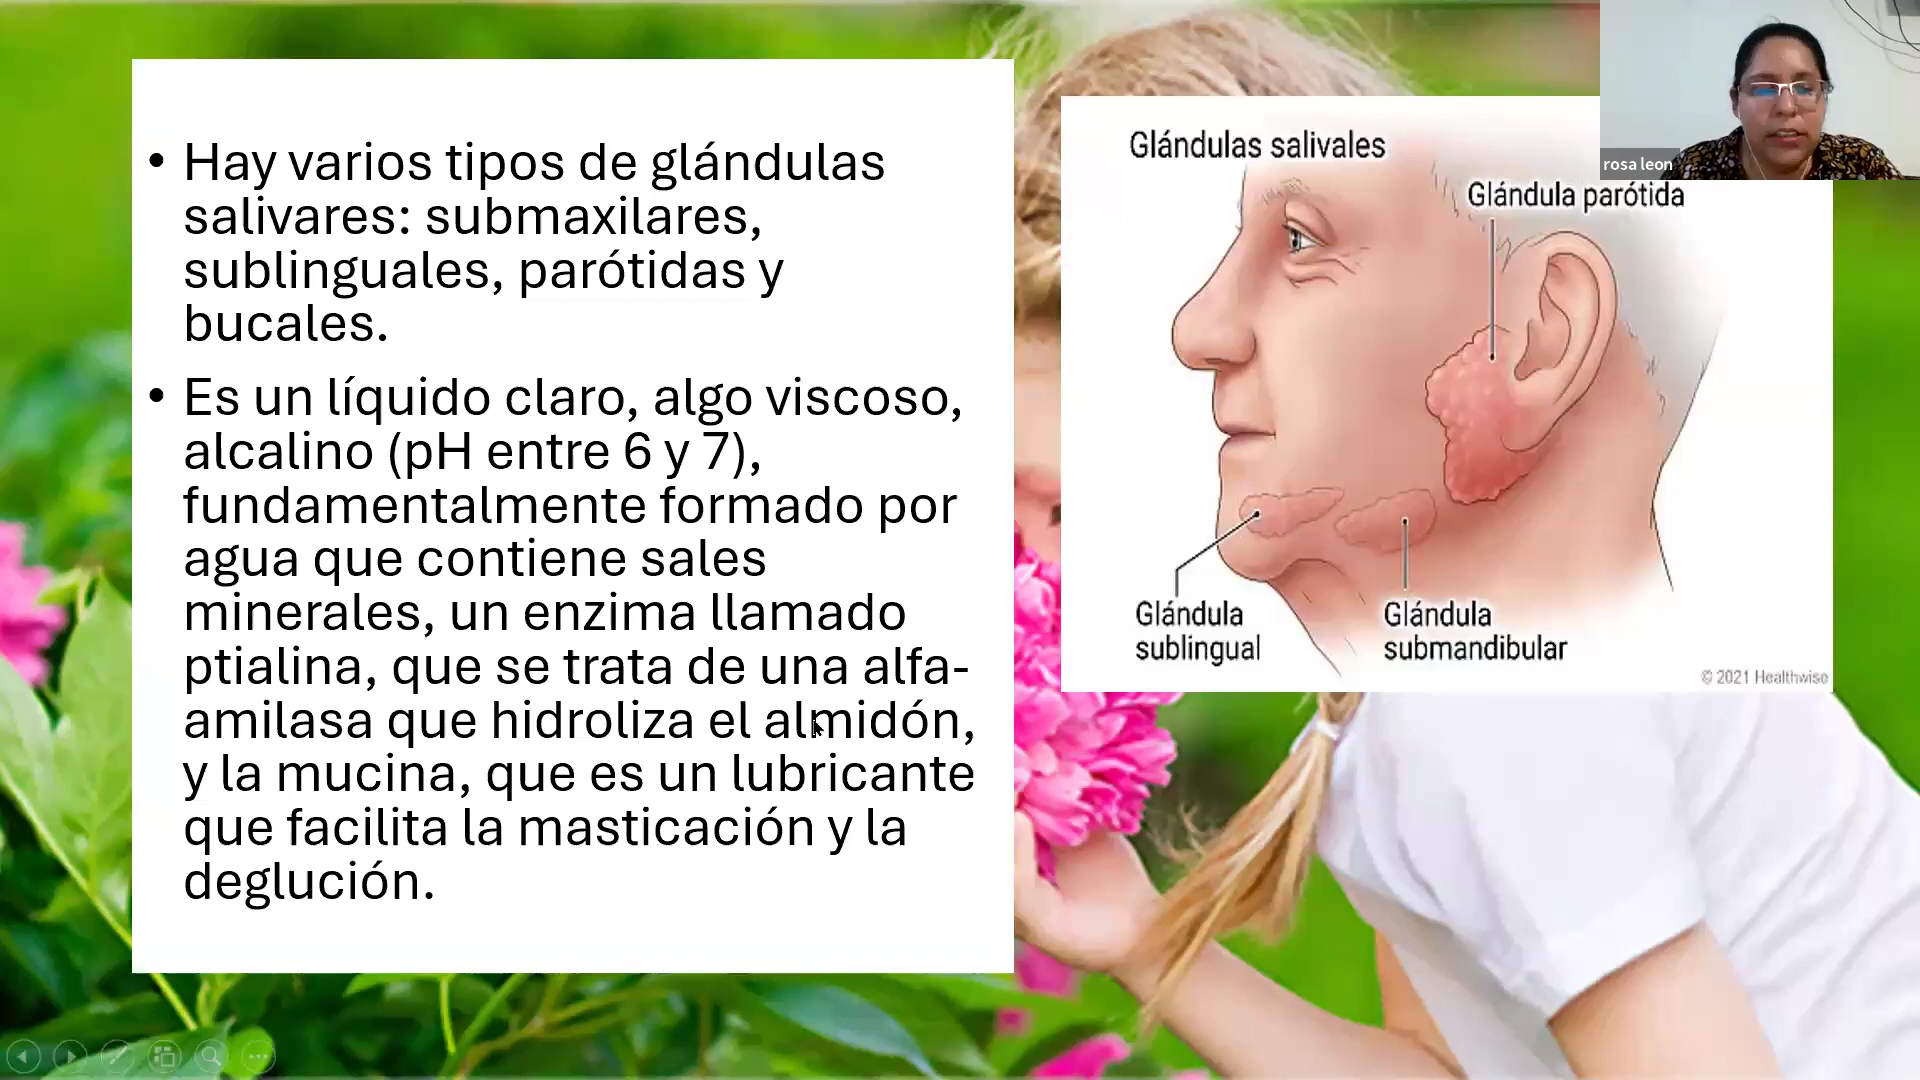 • Hay varios tipos de glándulas
salivares: submaxilares,
sublinguales, parótidas y
bucales.
• Es un líquido claro, algo viscoso,
alcalino (pH entre 6 y 7),
fundamentalmente formado por
agua que contiene sales
minerales, un enzima llamado
ptialina, que se trata de una alfa-
amilasa que hidroliza el almidón,
y la mucina, que es un lubricante
que facilita la masticación y la
deglución.
Glándulas salivales
Glándula parótida
Glándula
sublingual
Glándula
submandibular
© 2021 Healthwise
rosa leon